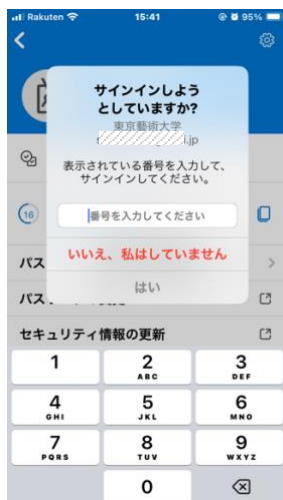 Rakuten 15:41 95%
サインインしよう
としていますか?
東京藝術大学
.jp
表示されている番号を入力して、
サインインしてください。
16
番号を入力してください
いいえ、私はしていません
はい
パス
パス
セキュリティ情報の更新
1 2 3
ABC DEF
4 5 6
GHI JKL MNO
7 8 9
PQRS TUV WXYZ
0